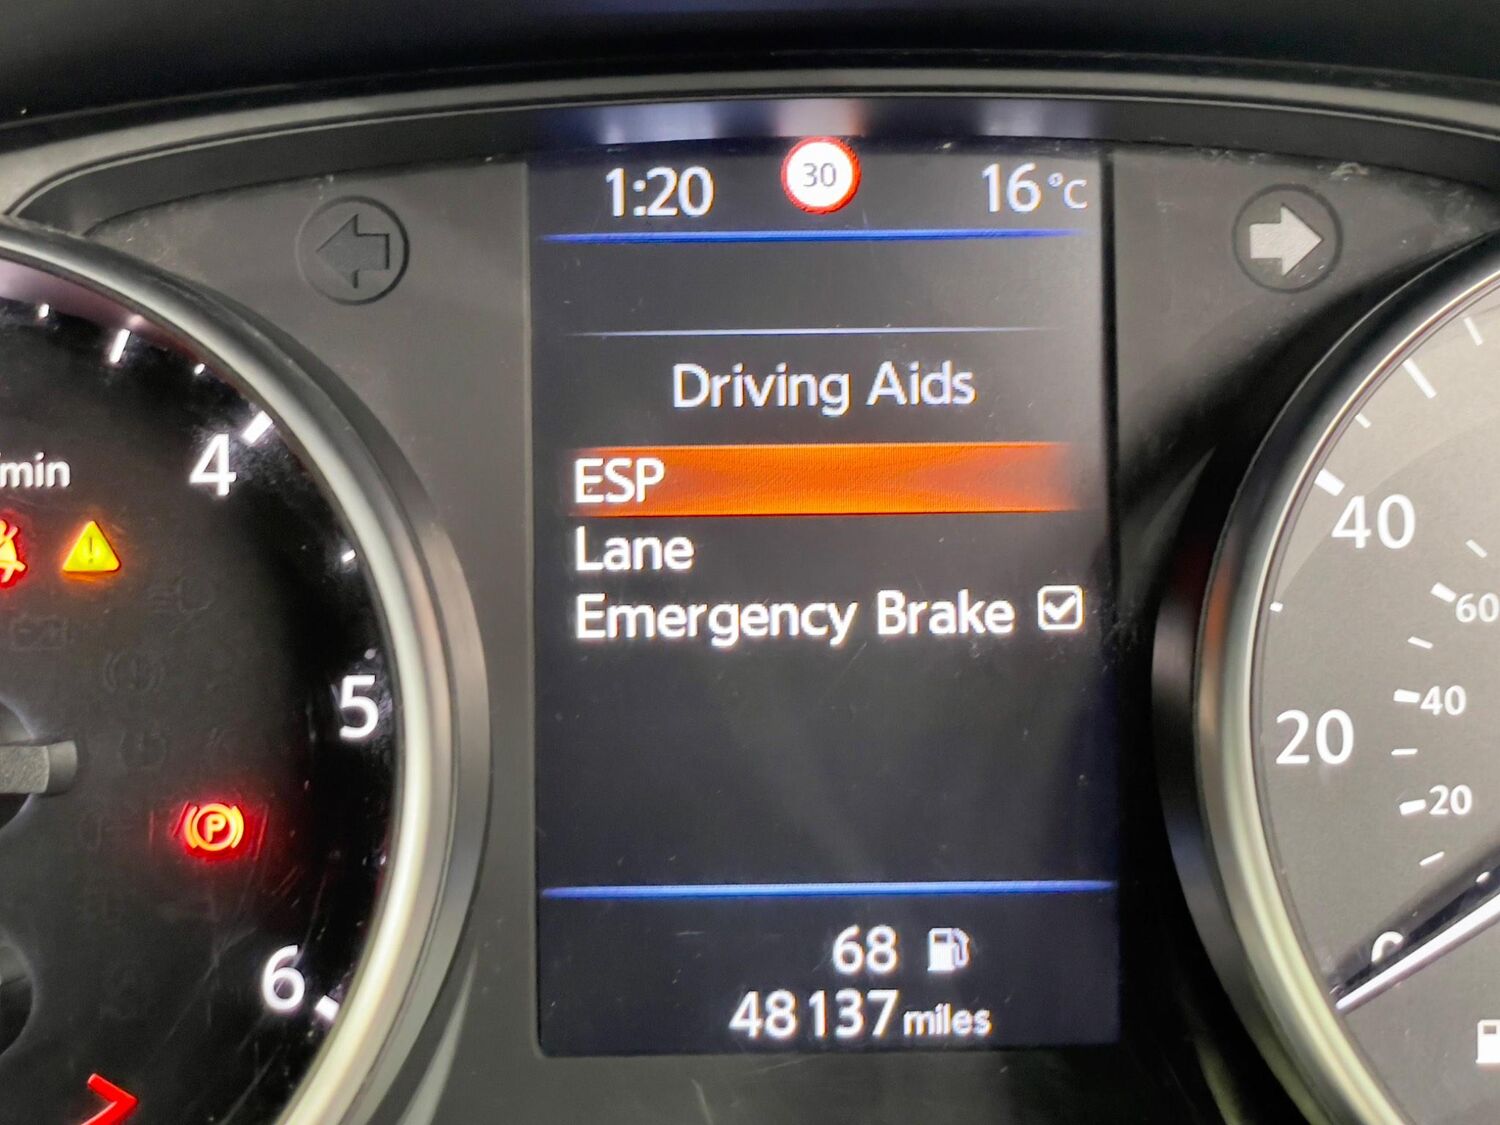 1:20 30 16°C
Driving Aids
ESP
Lane
Emergency Brake
68
48137 miles
/min
4
5
6
P
40
20
0
60
40
20